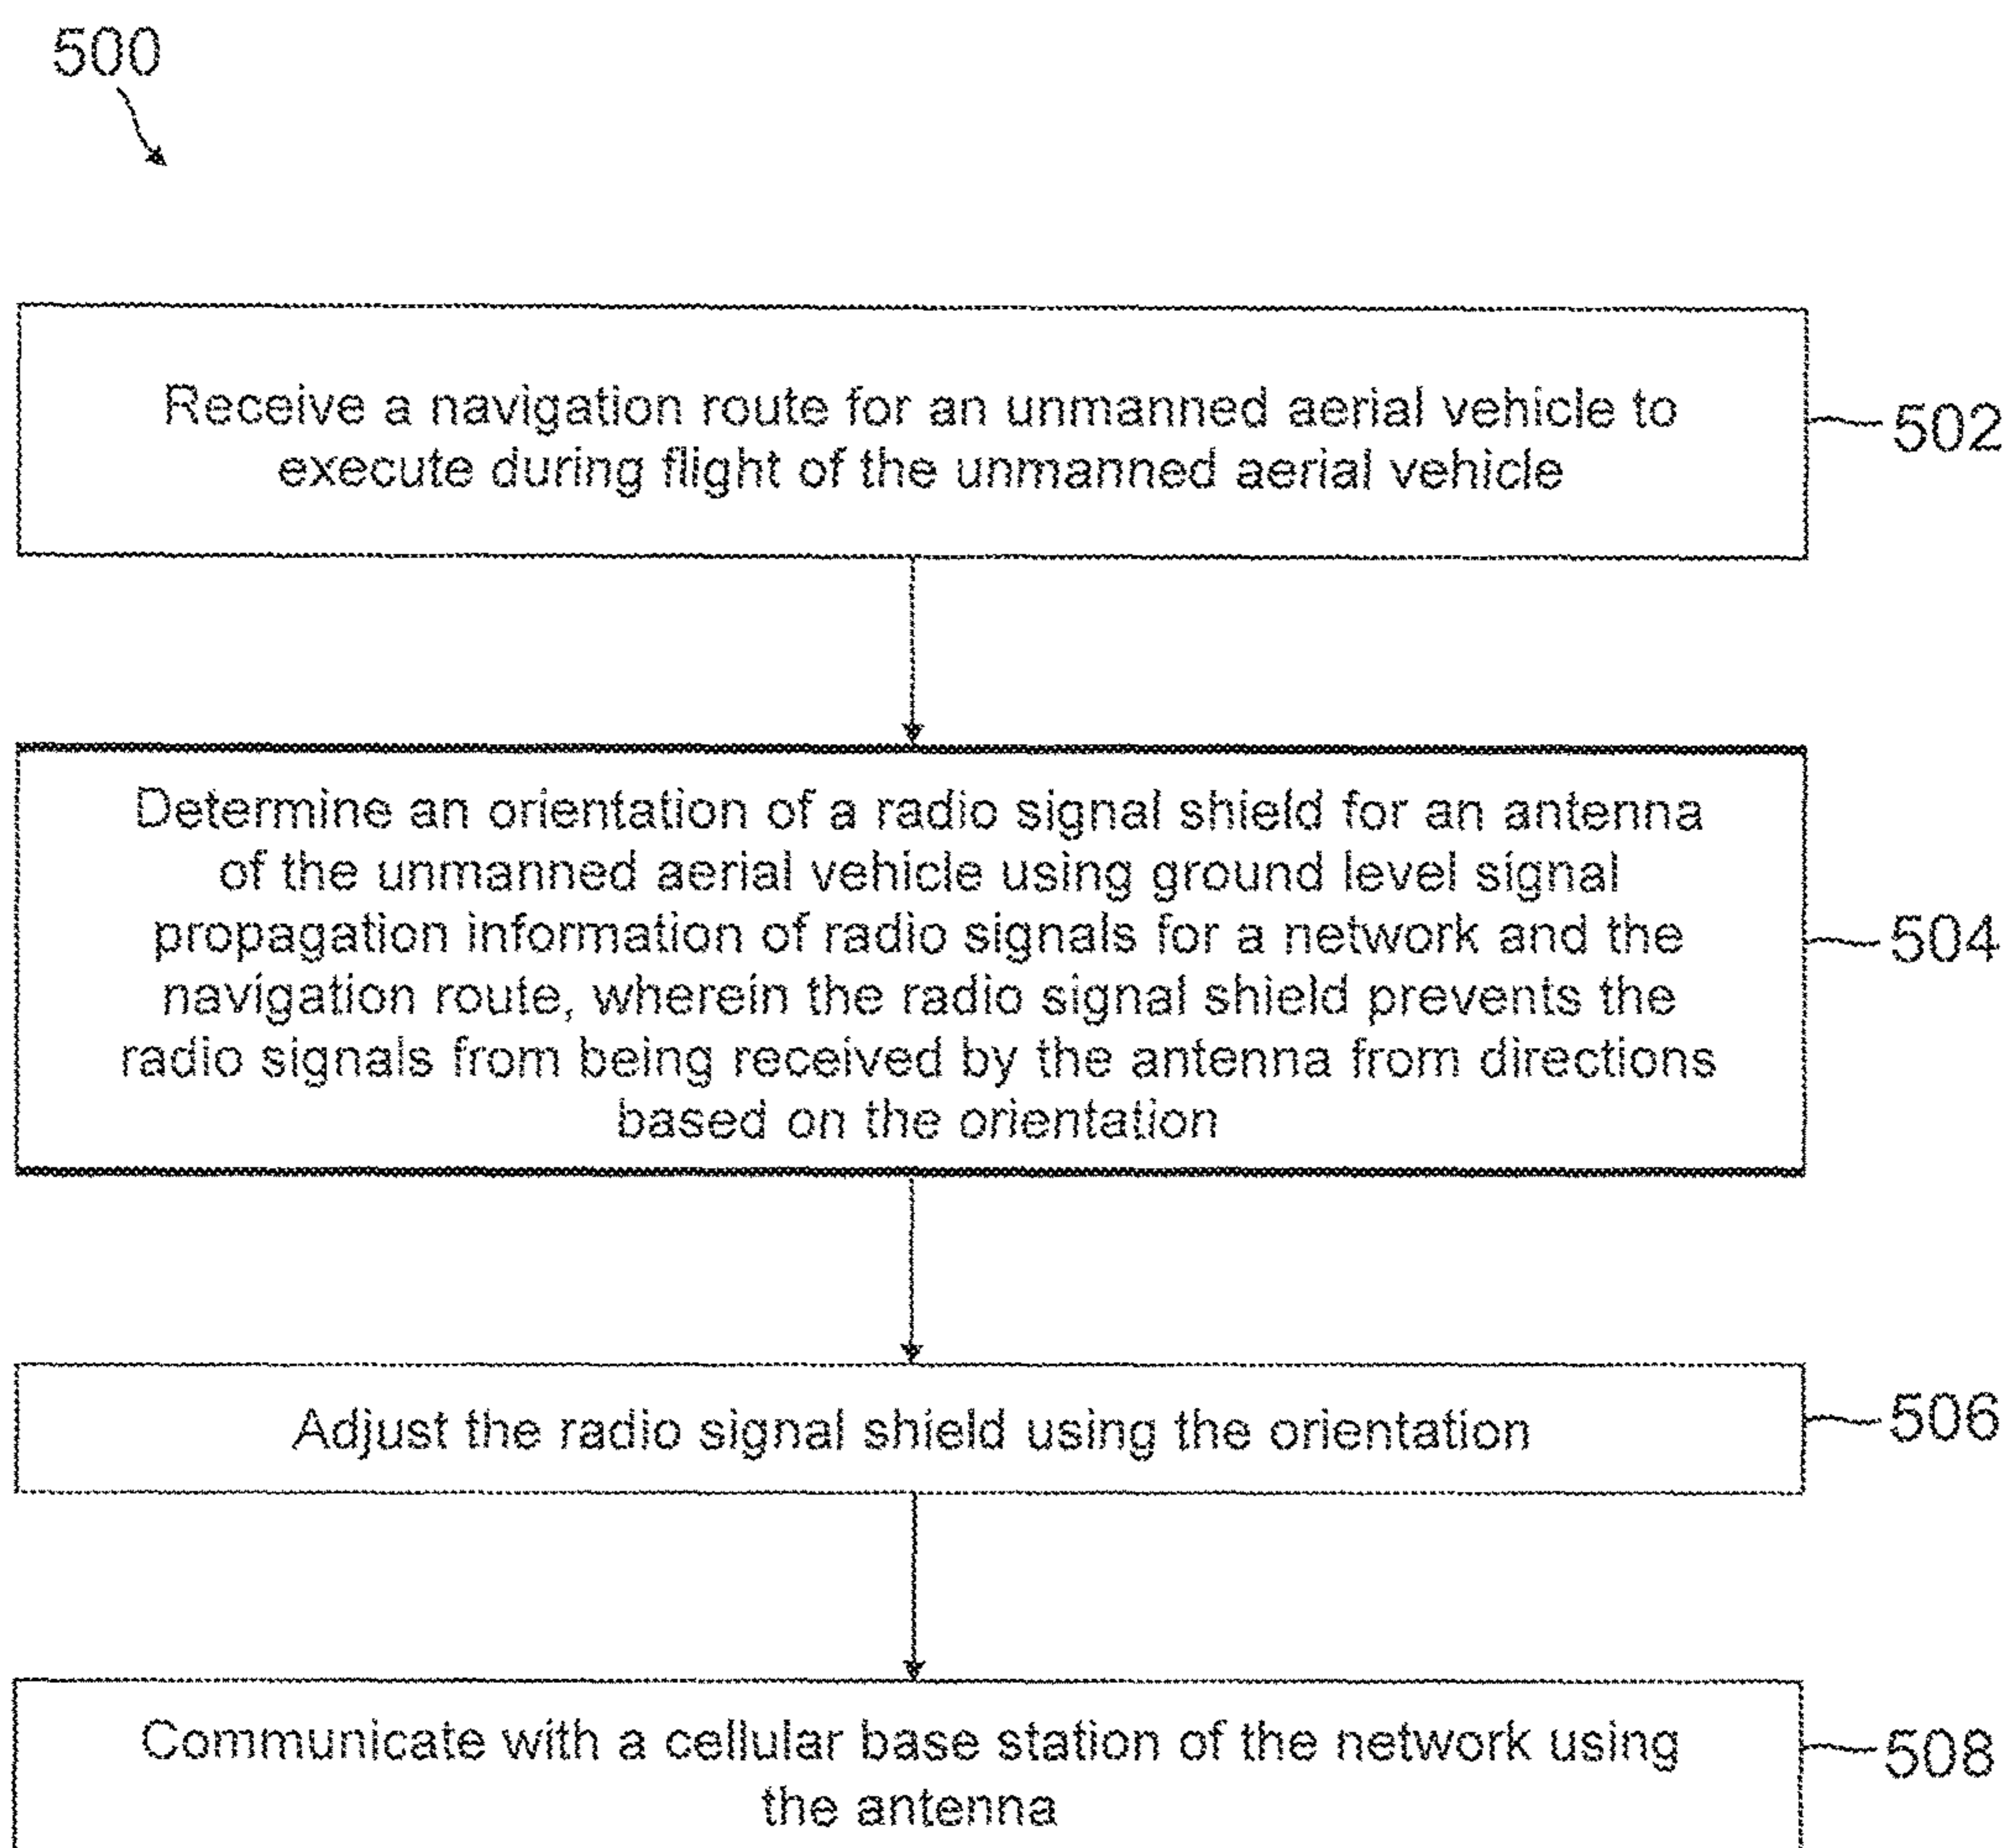 500
Receive a navigation route for an unmanned aerial vehicle to
execute during flight of the unmanned aerial vehicle
502
Determine an orientation of a radio signal shield for an antenna
of the unmanned aerial vehicle using ground level signal
propagation information of radio signals for a network and the
navigation route, wherein the radio signal shield prevents the
radio signals from being received by the antenna from directions
based on the orientation
504
Adjust the radio signal shield using the orientation
506
Communicate with a cellular base station of the network using
the antenna
508